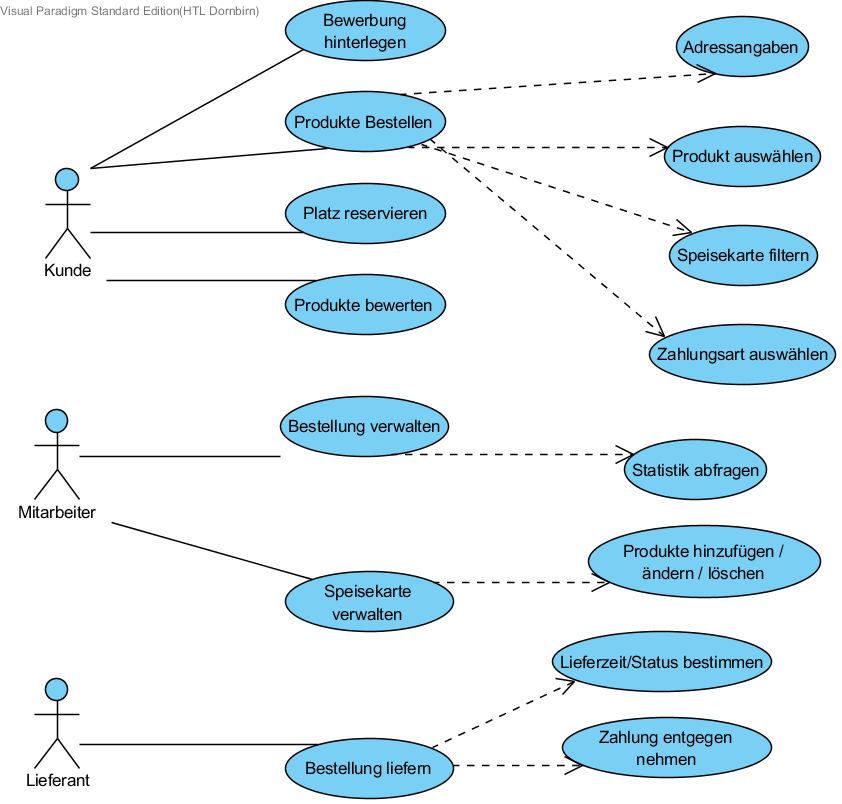 Visual Paradigm Standard Edition(HTL Dornbirn)
Bewerbung
hinterlegen
Adressangaben
Produkte Bestellen
Produkt auswählen
Platz reservieren
Speisekarte filtern
Kunde
Produkte bewerten
Zahlungsart auswählen
Bestellung verwalten
Statistik abfragen
Mitarbeiter
Produkte hinzufügen /
ändern / löschen
Speisekarte
verwalten
Lieferzeit/Status bestimmen
Zahlung entgegen
nehmen
Bestellung liefern
Lieferant